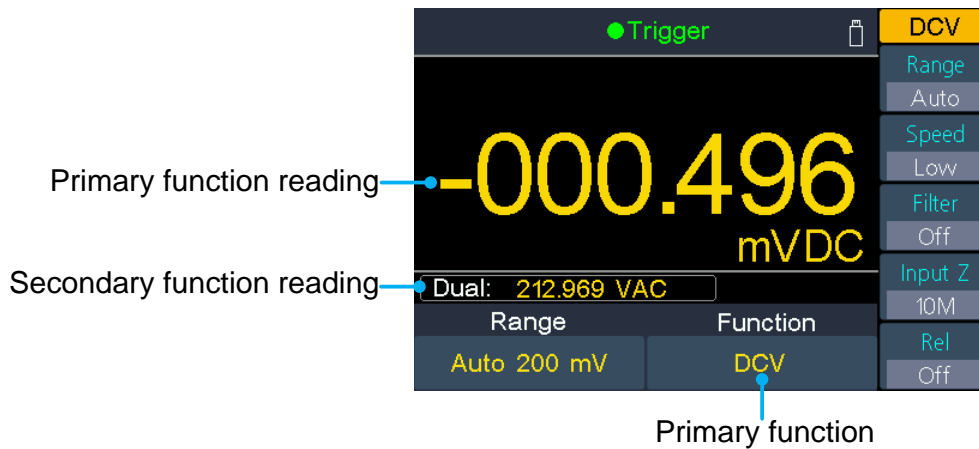 Trigger
DCV
Range
Auto
Speed
Low
Primary function reading
-000.496
mVDC
Filter
Off
Secondary function reading
Dual: 212.969 VAC
Input Z
10M
Range
Function
Auto 200 mV
DCV
Rel
Off
Primary function